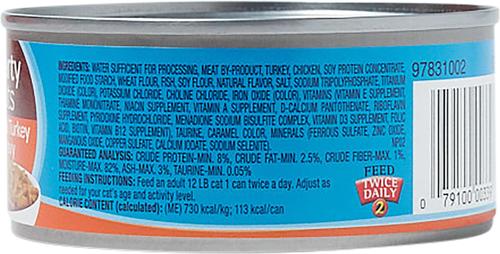 rty
TS
Turkey
INGREDIENTS: WATER SUFFICIENT FOR PROCESSING, MEAT BY-PRODUCT, TURKEY, CHICKEN, SOY PROTEIN CONCENTRATE,
MODIFIED FOOD STARCH, WHEAT FLOUR, FISH, SOY FLOUR, NATURAL FLAVOR, SALT, SODIUM TRIPOLYPHOSPHATE, TITANIUM
DIOXIDE (COLOR), POTASSIUM CHLORIDE, CHOLINE CHLORIDE, IRON OXIDE (COLOR), VITAMINS (VITAMIN E SUPPLEMENT,
THIAMINE MONONITRATE, NIACIN SUPPLEMENT, VITAMIN A SUPPLEMENT, D-CALCIUM PANTOTHENATE, RIBOFLAVIN
SUPPLEMENT, PYRIDOXINE HYDROCHLORIDE, MENADIONE SODIUM BISULFITE COMPLEX, VITAMIN D3 SUPPLEMENT, FOLIC
ACID, BIOTIN, VITAMIN B12 SUPPLEMENT), TAURINE, CARAMEL COLOR, MINERALS (FERROUS SULFATE, ZINC OXIDE,
MANGANOUS OXIDE, COPPER SULFATE, CALCIUM IODATE, SODIUM SELENITE). NP02
GUARANTEED ANALYSIS: CRUDE PROTEIN-MIN. 8%, CRUDE FAT-MIN. 2.5%, CRUDE FIBER-MAX. 1%,
MOISTURE-MAX. 82%, ASH-MAX. 3%, TAURINE-MIN. 0.05%
FEEDING INSTRUCTIONS: Feed an adult 12 LB cat 1 can twice a day. Adjust as
needed for your cat's age and activity level.
CALORIE CONTENT (calculated): (ME) 730 kcal/kg; 113 kcal/can
FEED
TWICE
DAILY
2
97831002
0 79100